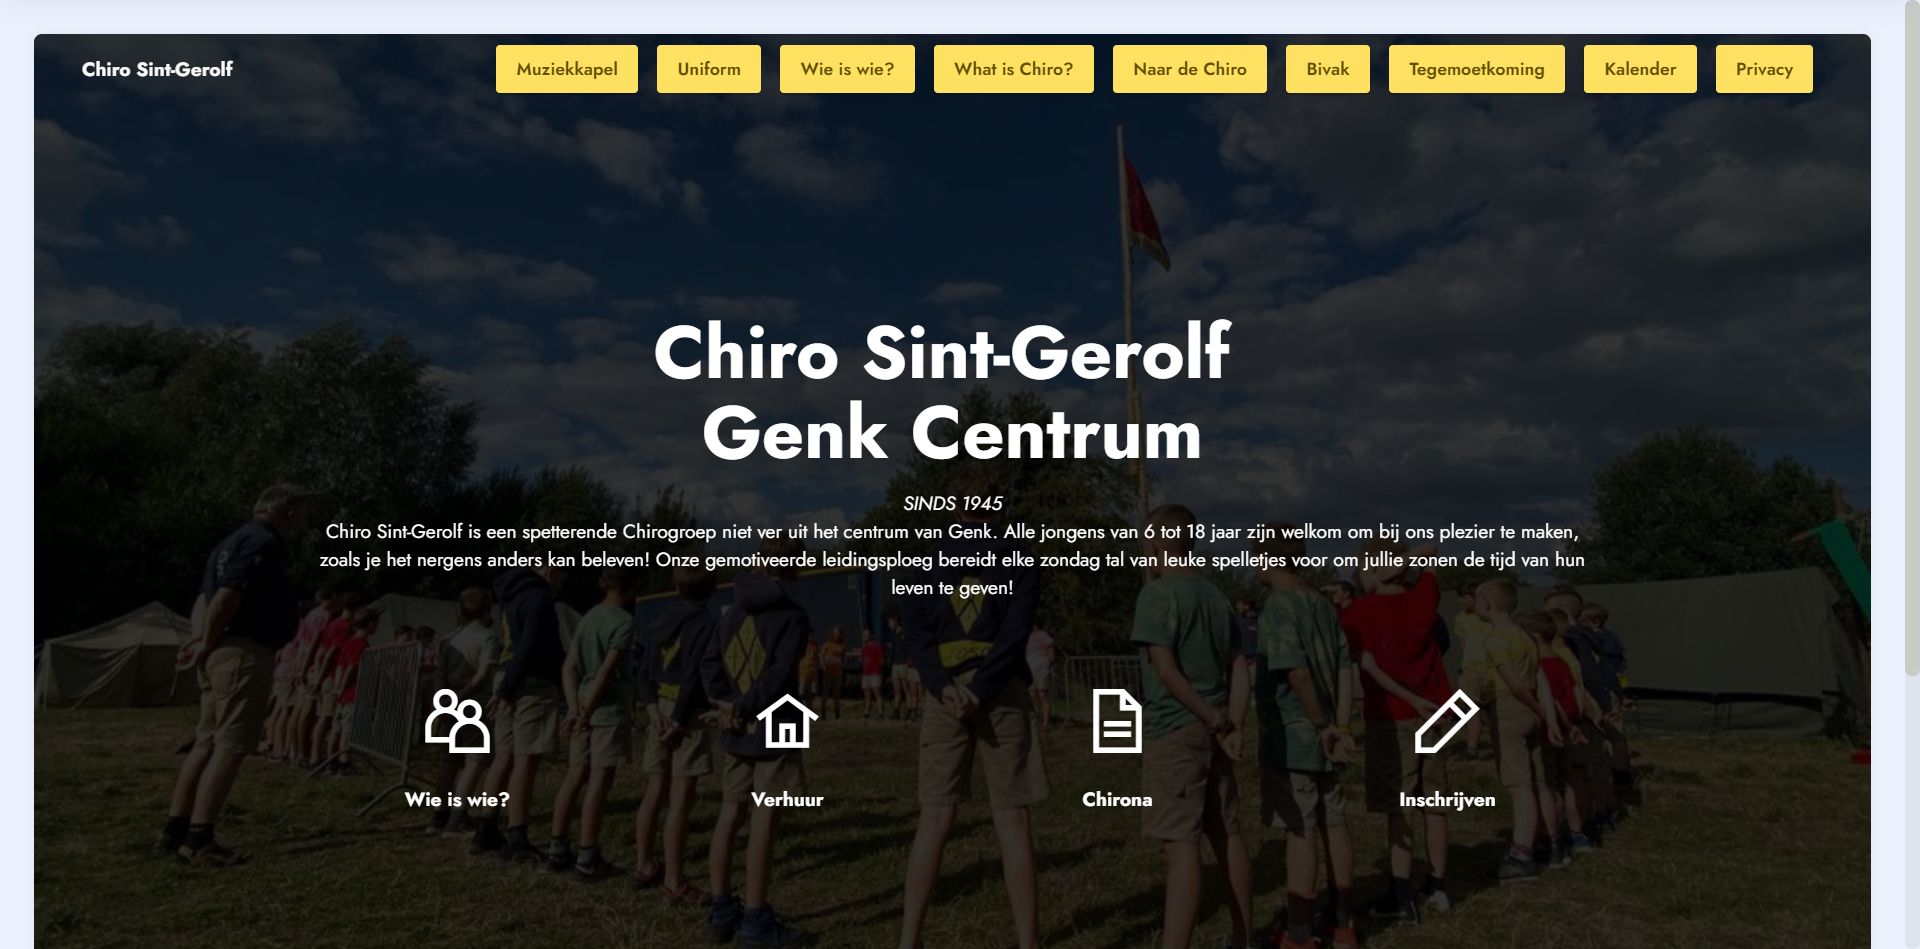 Chiro Sint-Gerolf
Muziekkapel
Uniform
Wie is wie?
What is Chiro?
Naar de Chiro
Bivak
Tegemoetkoming
Kalender
Privacy
Chiro Sint-Gerolf
Genk Centrum
SINDS 1945
Chiro Sint-Gerolf is een spetterende Chirogroep niet ver uit het centrum van Genk. Alle jongens van 6 tot 18 jaar zijn welkom om bij ons plezier te maken,
zoals je het nergens anders kan beleven! Onze gemotiveerde leidingsploeg bereidt elke zondag tal van leuke spelletjes voor om jullie zonen de tijd van hun
leven te geven!
Wie is wie?
Verhuur
Chirona
Inschrijven